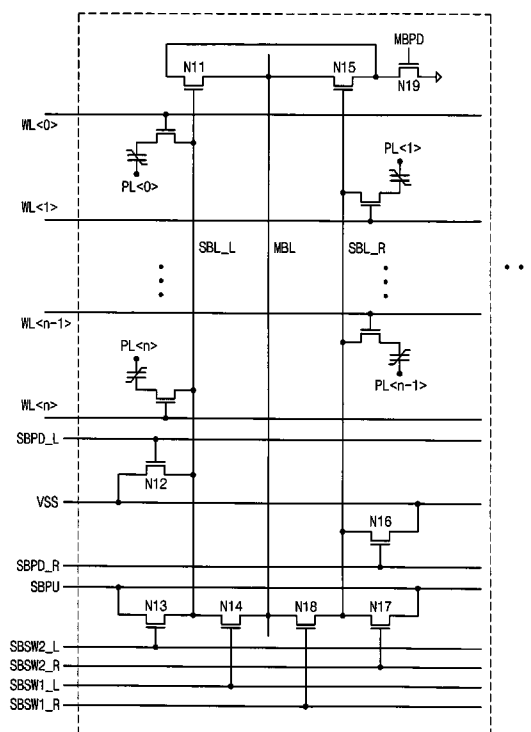 MBPD
N11
N15
N19
WL<0>
PL<0>
PL<1>
WL<1>
SBL_L
MBL
SBL_R
WL<n-1>
PL<n>
PL<n-1>
WL<n>
SBPD_L
N12
VSS
N16
SBPD_R
SBPU
N13
N14
N18
N17
SBSW2_L
SBSW2_R
SBSW1_L
SBSW1_R